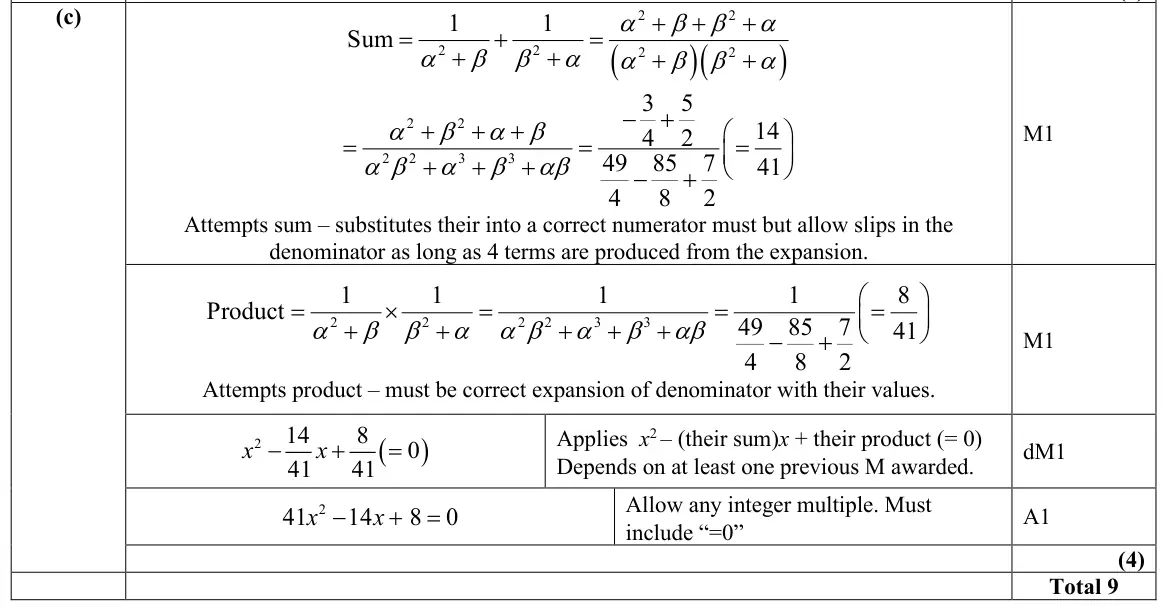 (c)
Sum = 1/(α² + β) + 1/(β² + α) = (α² + β + β² + α)/((α² + β)(β² + α))
= (α² + β² + α + β)/(α²β² + α³ + β³ + αβ) = (−3/4 + 5/2)/(49/4 − 85/8 + 7/2) (= 14/41)
M1
Attempts sum – substitutes their into a correct numerator must but allow slips in the
denominator as long as 4 terms are produced from the expansion.
Product = 1/(α² + β) × 1/(β² + α) = 1/(α²β² + α³ + β³ + αβ) = 1/(49/4 − 85/8 + 7/2) (= 8/41)
M1
Attempts product – must be correct expansion of denominator with their values.
x² − 14/41 x + 8/41 (= 0)
Applies x² – (their sum)x + their product (= 0)
Depends on at least one previous M awarded.
dM1
41x² − 14x + 8 = 0
Allow any integer multiple. Must
include “=0”
A1
(4)
Total 9